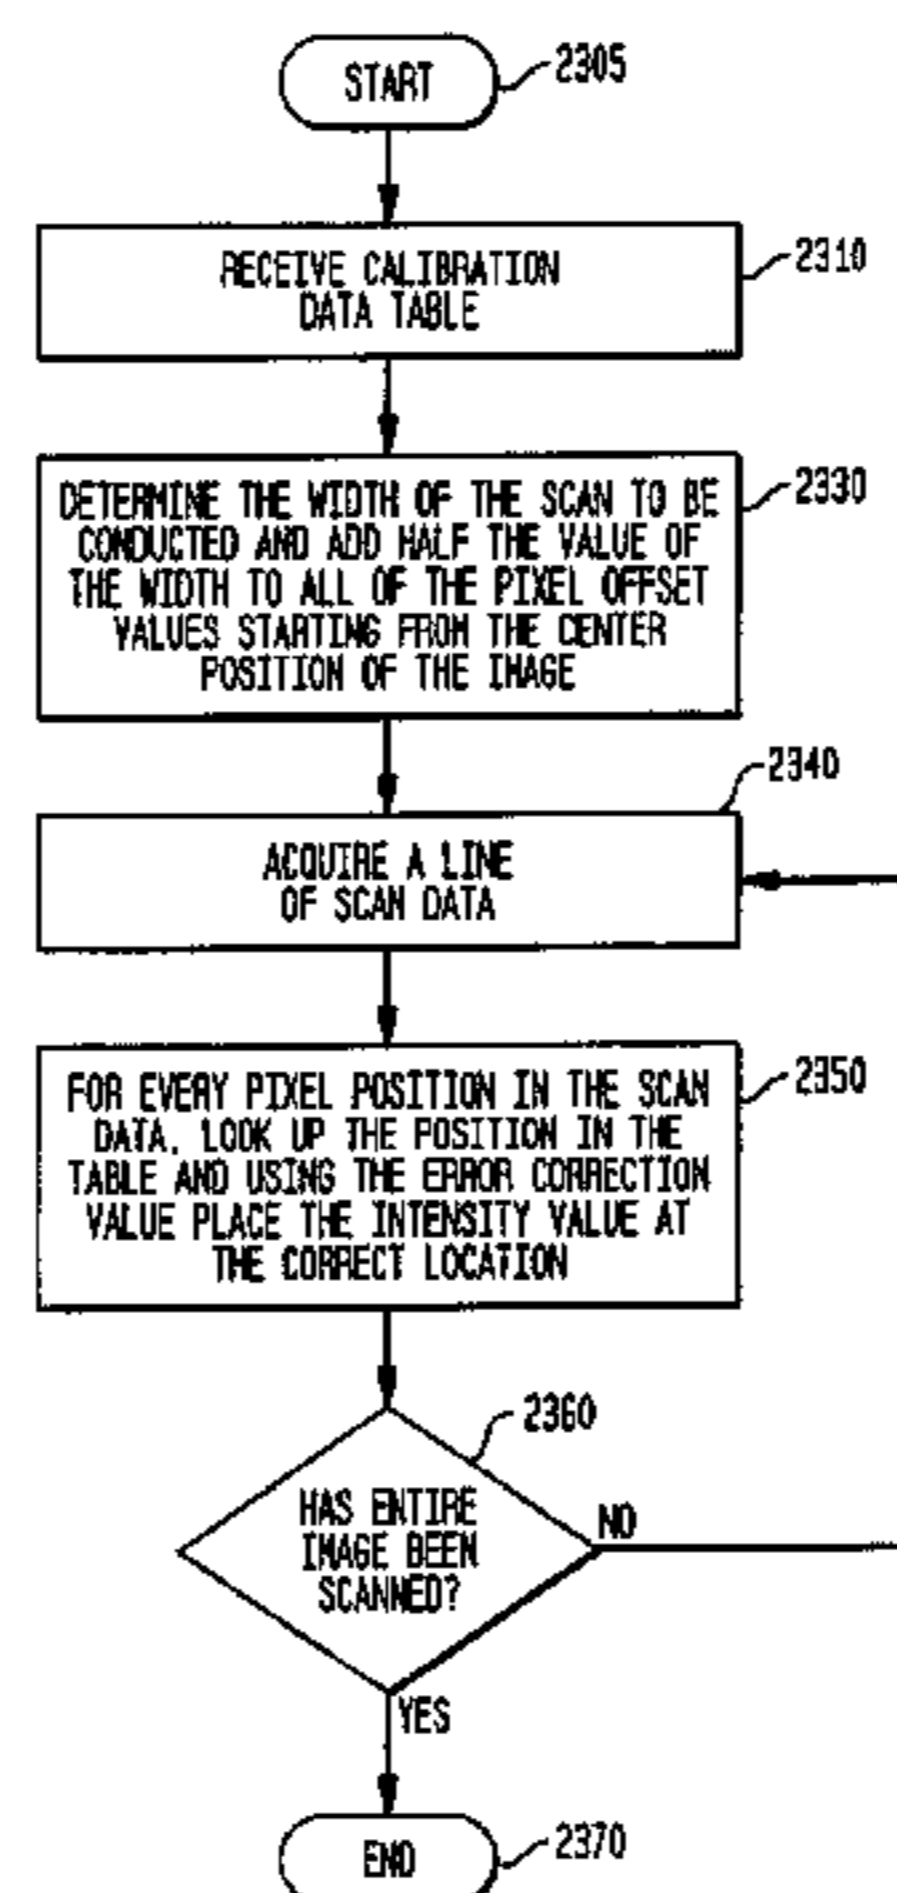 START
2305
RECEIVE CALIBRATION
DATA TABLE
2310
DETERMINE THE WIDTH OF THE SCAN TO BE
CONDUCTED AND ADD HALF THE VALUE OF
THE WIDTH TO ALL OF THE PIXEL OFFSET
VALUES STARTING FROM THE CENTER
POSITION OF THE IMAGE
2330
2340
ACQUIRE A LINE
OF SCAN DATA
FOR EVERY PIXEL POSITION IN THE SCAN
DATA, LOOK UP THE POSITION IN THE
TABLE AND USING THE ERROR CORRECTION
VALUE PLACE THE INTENSITY VALUE AT
THE CORRECT LOCATION
2350
2360
HAS ENTIRE
IMAGE BEEN
SCANNED?
NO
YES
END
2370